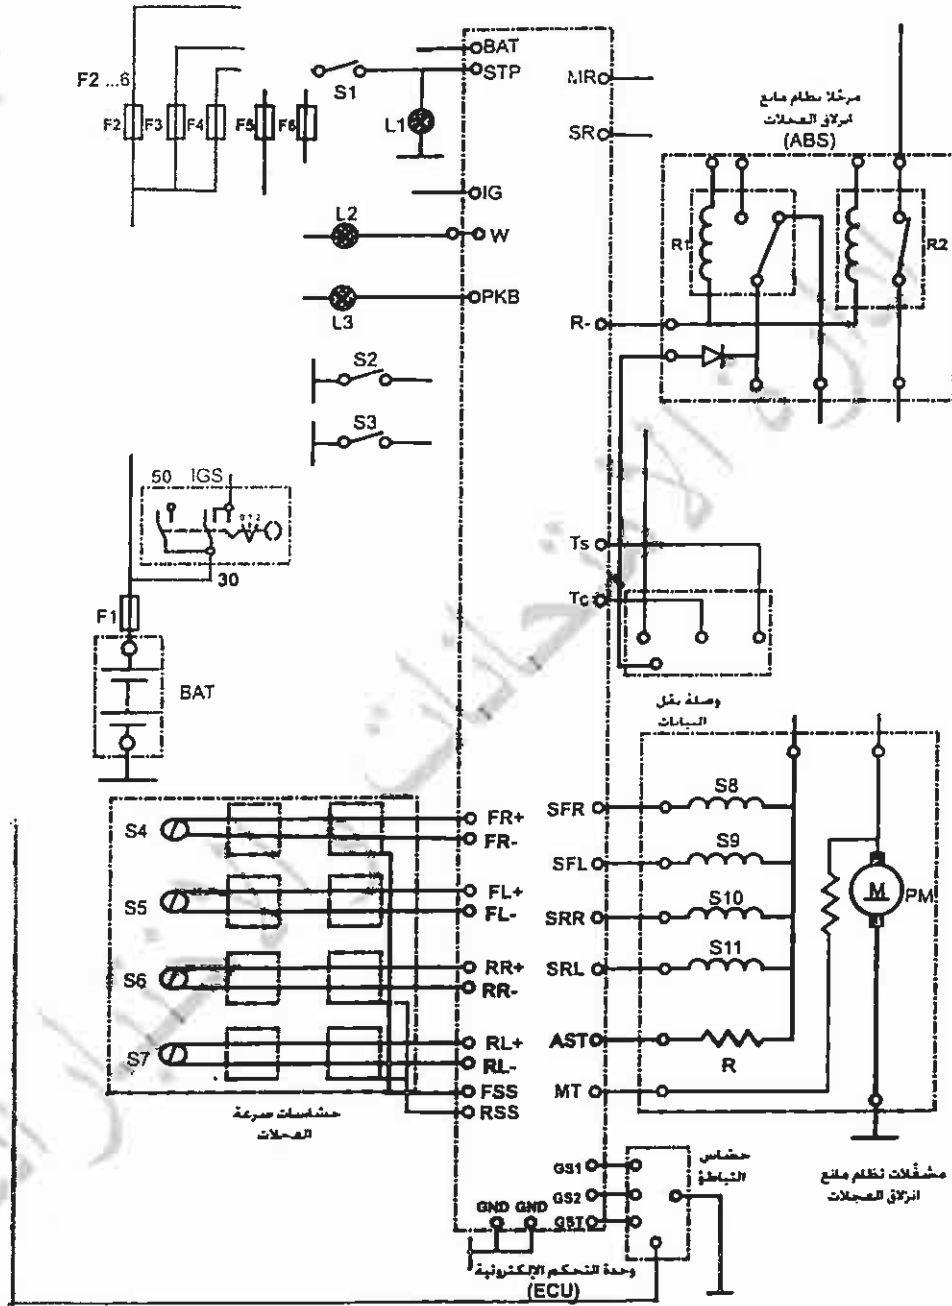 BAT
STP
S1
L1
F2 ...6
F2
F3
F4
F5
F6
MR
SR
مرحلا نظام مانع
انزلاق العجلات
(ABS)
IG
L2
W
L3
PKB
R1
R2
R-
S2
S3
50 IGS
30
F1
BAT
Ts
Tc
وصلة نقل
البيانات
S4
S5
S6
S7
FR+
FR-
FL+
FL-
RR+
RR-
RL+
RL-
FSS
RSS
حساسات سرعة
العجلات
SFR
SFL
SRR
SRL
AST
MT
S8
S9
S10
S11
R
M
PM
GS1
GS2
GST
GND GND
حساس
التباطؤ
مشغلات نظام مانع
انزلاق العجلات
وحدة التحكم الإلكترونية
(ECU)